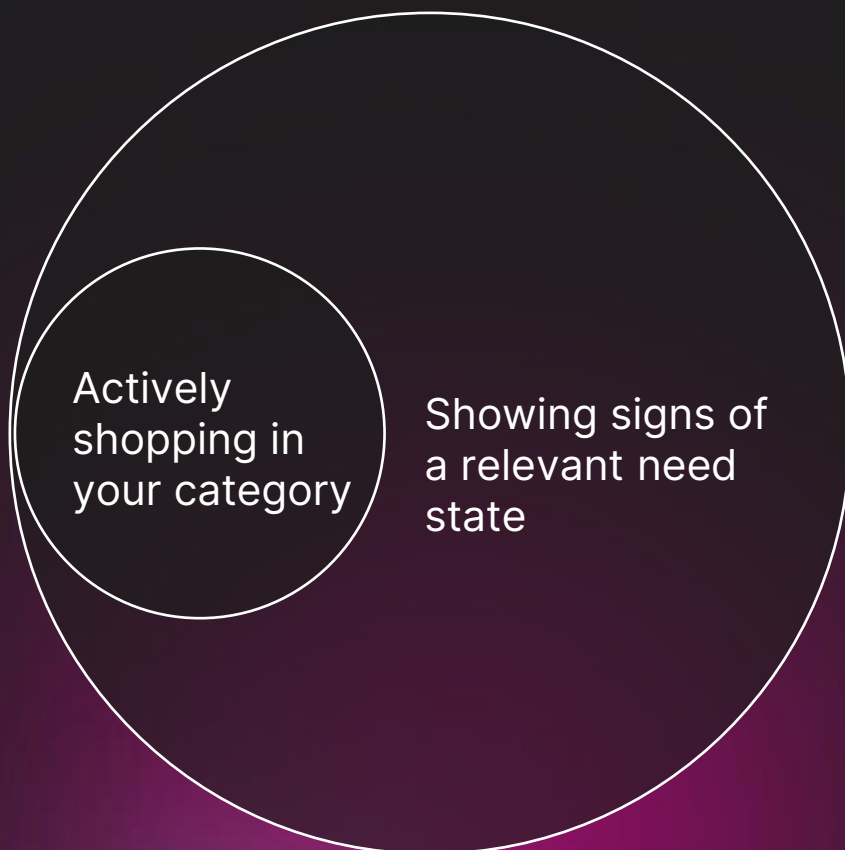 Actively
shopping in
your category
Showing signs of
a relevant need
state